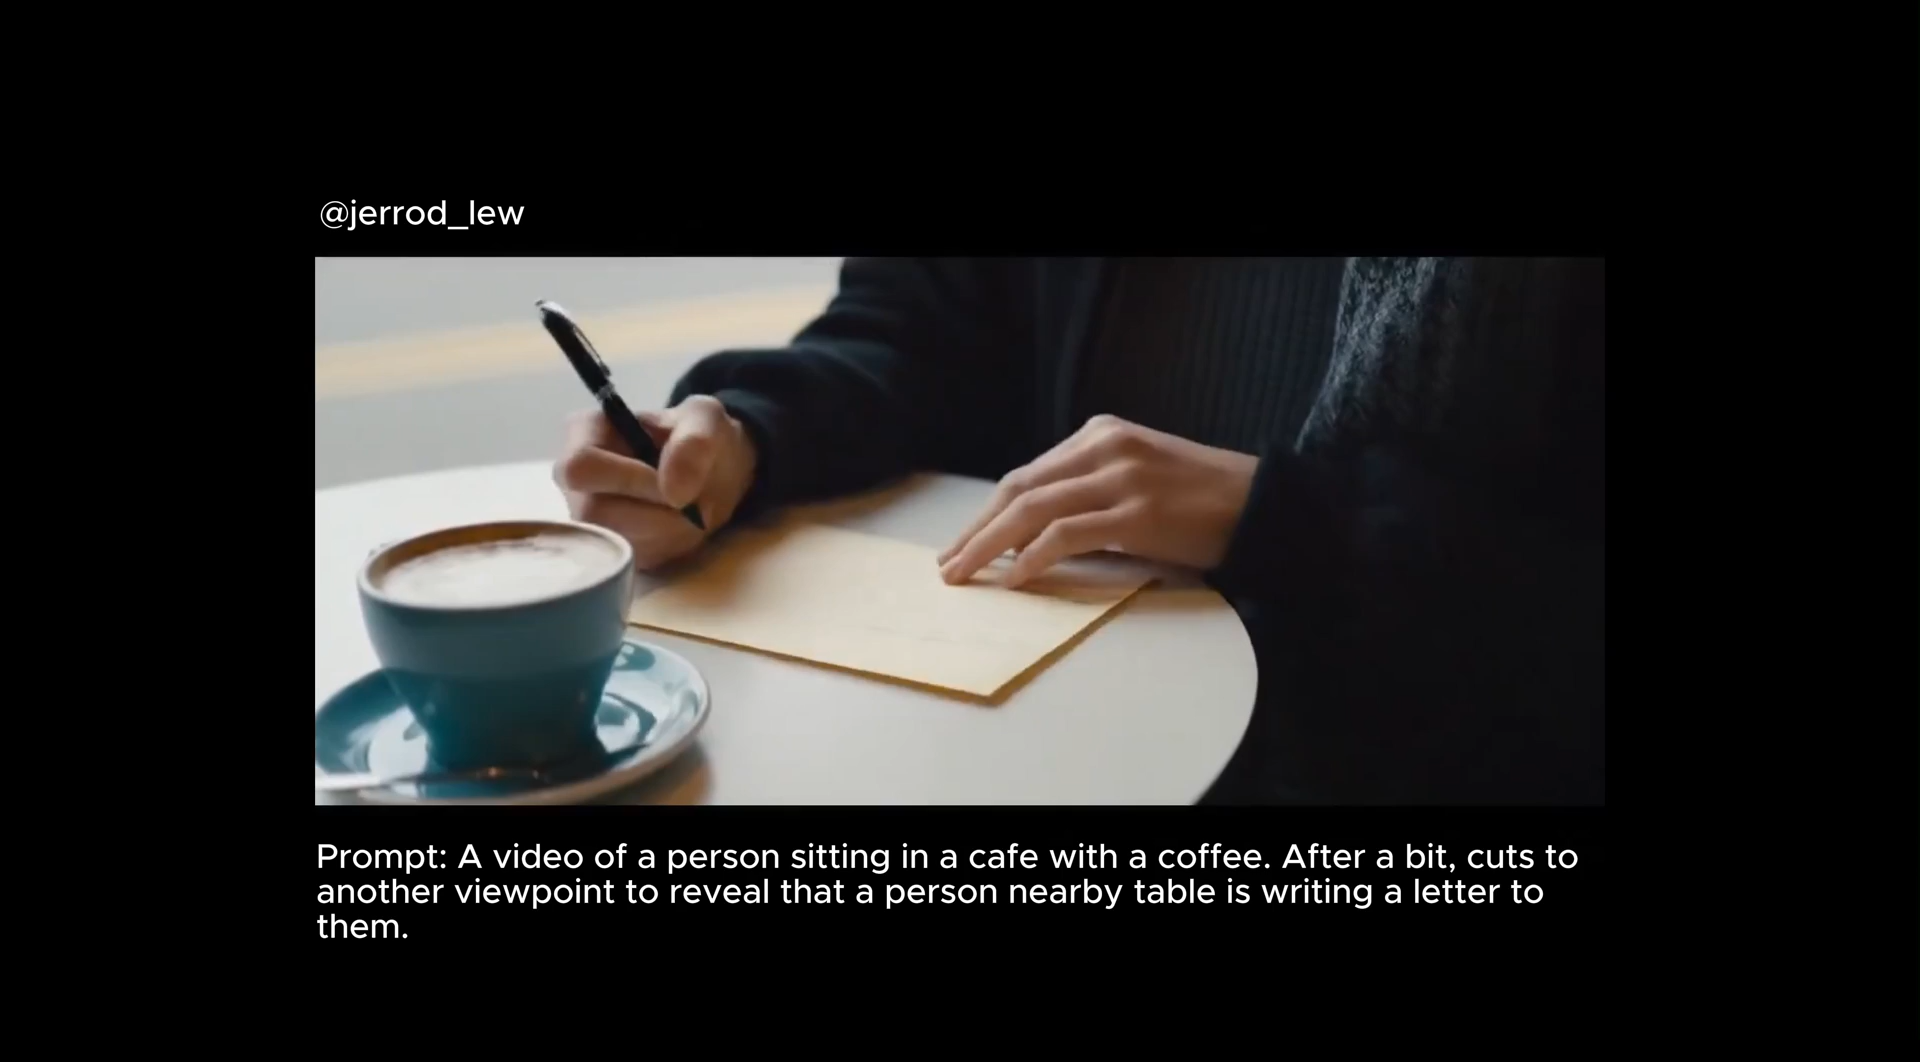 @jerrod_lew
Prompt: A video of a person sitting in a cafe with a coffee. After a bit, cuts to
another viewpoint to reveal that a person nearby table is writing a letter to
them.